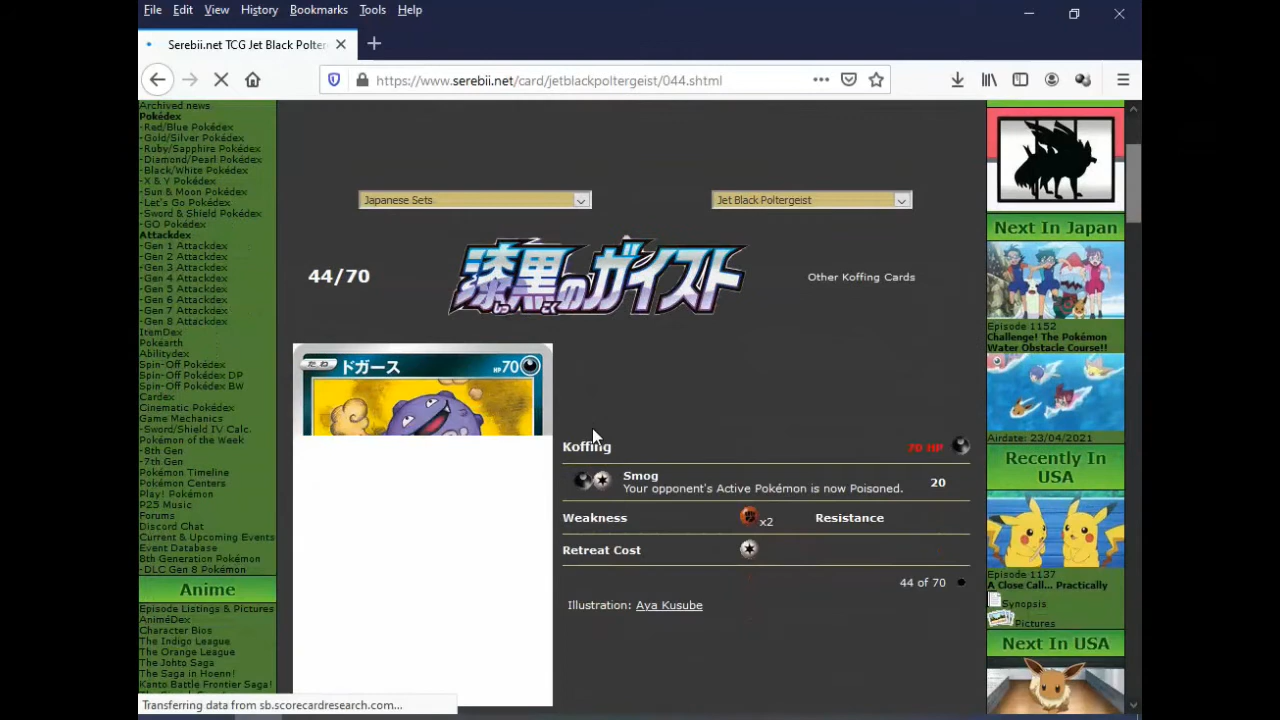 File Edit View History Bookmarks Tools Help
Serebii.net TCG Jet Black Polter
https://www.serebii.net/card/jetblackpoltergeist/044.shtml
Archived news
Pokédex
-Red/Blue Pokédex
-Gold/Silver Pokédex
-Ruby/Sapphire Pokédex
-Diamond/Pearl Pokédex
-Black/White Pokédex
-X & Y Pokédex
-Sun & Moon Pokédex
-Let's Go Pokédex
-Sword & Shield Pokédex
-GO Pokédex
Attackdex
-Gen 1 Attackdex
-Gen 2 Attackdex
-Gen 3 Attackdex
-Gen 4 Attackdex
-Gen 5 Attackdex
-Gen 6 Attackdex
-Gen 7 Attackdex
-Gen 8 Attackdex
ItemDex
Pokéarth
Abilitydex
Spin-Off Pokédex
Spin-Off Pokédex DP
Spin-Off Pokédex BW
Cardex
Cinematic Pokédex
Game Mechanics
-Sword/Shield IV Calc.
Pokémon of the Week
-8th Gen
-7th Gen
Pokémon Timeline
Pokémon Centers
Play! Pokémon
P25 Music
Forums
Discord Chat
Current & Upcoming Events
Event Database
8th Generation Pokémon
-DLC Gen 8 Pokémon
Anime
Episode Listings & Pictures
AniméDex
Character Bios
The Indigo League
The Orange League
The Johto Saga
The Saga in Hoenn!
Kanto Battle Frontier Saga!
Japanese Sets
Jet Black Poltergeist
44/70
漆黒のガイスト
しっこく
Other Koffing Cards
たね ドガース HP70
Koffing 70 HP
Smog
Your opponent's Active Pokémon is now Poisoned.
20
Weakness x2 Resistance
Retreat Cost
44 of 70
Illustration: Aya Kusube
Next In Japan
Episode 1152
Challenge! The Pokémon
Water Obstacle Course!!
Airdate: 23/04/2021
Recently In
USA
Episode 1137
A Close Call... Practically
Synopsis
Pictures
Next In USA
Transferring data from sb.scorecardresearch.com...